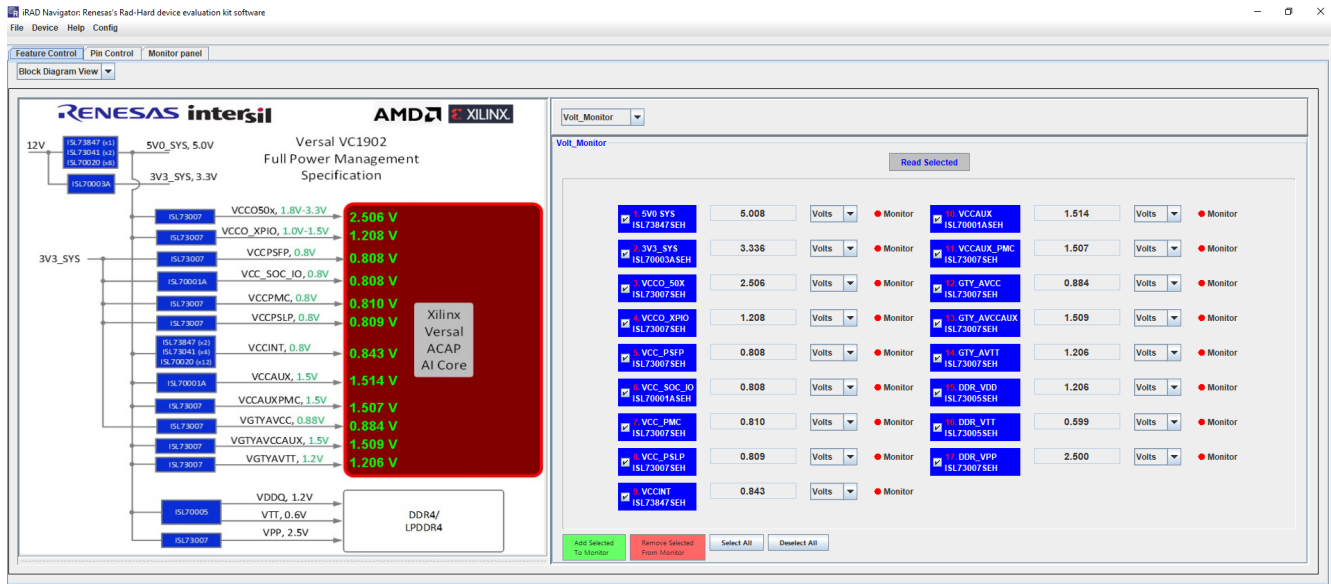 iRAD Navigator: Renesas's Rad-Hard device evaluation kit software
File Device Help Config
Feature Control Pin Control Monitor panel
Block Diagram View
RENESAS intersil
AMD XILINX
Versal VC1902
Full Power Management
Specification
12V
ISL73847 (x1)
ISL73041 (x2)
ISL70020 (x6)
5V0_SYS, 5.0V
ISL70003A
3V3_SYS, 3.3V
3V3_SYS
ISL73007 VCCO50x, 1.8V-3.3V 2.506 V
ISL73007 VCCO_XPIO, 1.0V-1.5V 1.208 V
ISL73007 VCCPSFP, 0.8V 0.808 V
ISL70001A VCC_SOC_IO, 0.8V 0.808 V
ISL73007 VCCPMC, 0.8V 0.810 V
ISL73007 VCCPSLP, 0.8V 0.809 V
ISL73847 (x2)
ISL73041 (x4)
ISL70020 (x12)
VCCINT, 0.8V 0.843 V
ISL70001A VCCAUX, 1.5V 1.514 V
ISL73007 VCCAUXPMC, 1.5V 1.507 V
ISL73007 VGTYAVCC, 0.88V 0.884 V
ISL73007 VGTYAVCCAUX, 1.5V 1.509 V
ISL73007 VGTYAVTT, 1.2V 1.206 V
Xilinx
Versal
ACAP
AI Core
ISL70005
VDDQ, 1.2V
VTT, 0.6V
ISL73007
VPP, 2.5V
DDR4/
LPDDR4
Volt_Monitor
Volt_Monitor
Read Selected
1. 5V0 SYS
ISL73847SEH
5.008 Volts Monitor
2. 3V3_SYS
ISL70003ASEH
3.336 Volts Monitor
3. VCCO_50X
ISL73007SEH
2.506 Volts Monitor
4. VCCO_XPIO
ISL73007SEH
1.208 Volts Monitor
5. VCC_PSFP
ISL73007SEH
0.808 Volts Monitor
6. VCC_SOC_IO
ISL70001ASEH
0.808 Volts Monitor
7. VCC_PMC
ISL73007SEH
0.810 Volts Monitor
8. VCC_PSLP
ISL73007SEH
0.809 Volts Monitor
9. VCCINT
ISL73847SEH
0.843 Volts Monitor
10. VCCAUX
ISL70001ASEH
1.514 Volts Monitor
11. VCCAUX_PMC
ISL73007SEH
1.507 Volts Monitor
12. GTY_AVCC
ISL73007SEH
0.884 Volts Monitor
13. GTY_AVCCAUX
ISL73007SEH
1.509 Volts Monitor
14. GTY_AVTT
ISL73007SEH
1.206 Volts Monitor
15. DDR_VDD
ISL73005SEH
1.206 Volts Monitor
16. DDR_VTT
ISL73005SEH
0.599 Volts Monitor
17. DDR_VPP
ISL73007SEH
2.500 Volts Monitor
Add Selected
To Monitor
Remove Selected
From Monitor
Select All
Deselect All